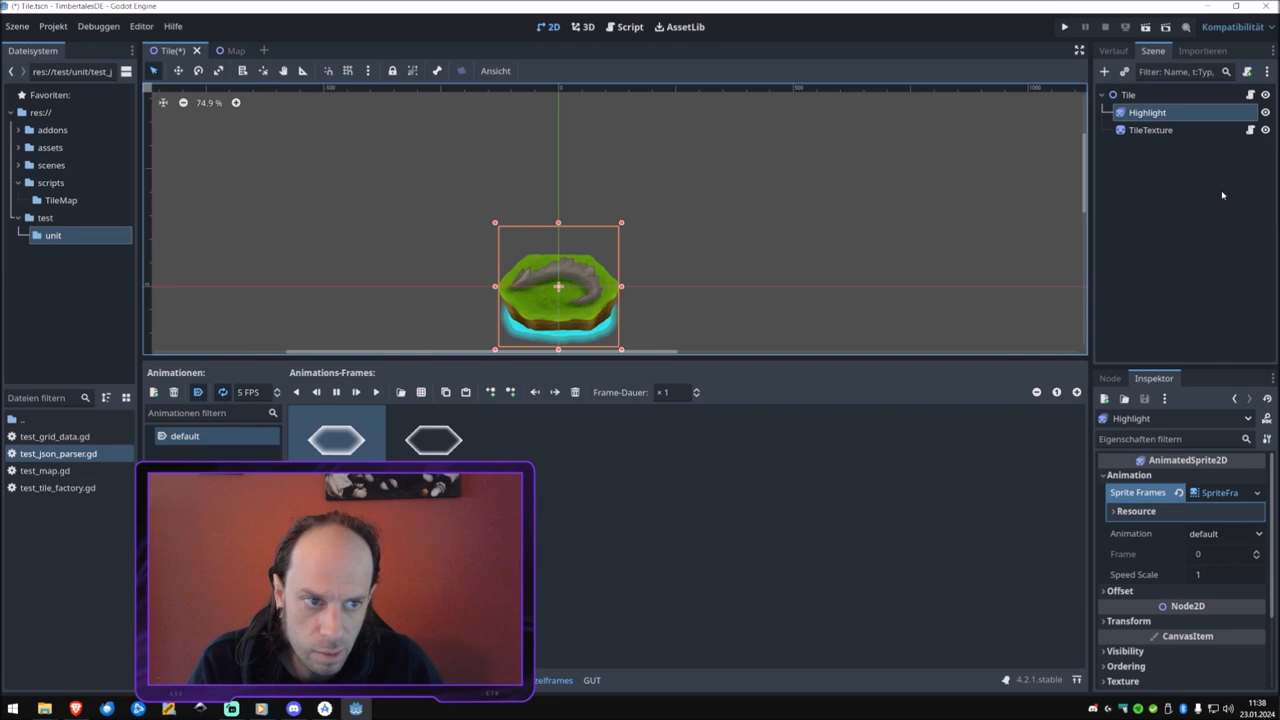 Tile.tscn - TimbertalesDE - Godot Engine
Szene Projekt Debuggen Editor Hilfe
2D 3D Script AssetLib
Kompatibilität
Dateisystem
res://test/unit/test_j
Favoriten:
res://
addons
assets
scenes
scripts
TileMap
test
unit
Dateien filtern
..
test_grid_data.gd
test_json_parser.gd
test_map.gd
test_tile_factory.gd
Tile(*) Map
Ansicht
-500 0 500 1000
74.9 %
Animationen:
5 FPS
Animationen filtern
default
Animations-Frames:
Frame-Dauer: × 1
zelframes GUT
4.2.1.stable
Verlauf Szene Importieren
Filter: Name, t:Typ,
Tile
Highlight
TileTexture
Node Inspektor
Highlight
Eigenschaften filtern
AnimatedSprite2D
Animation
Sprite Frames SpriteFra
Resource
Animation default
Frame 0
Speed Scale 1
Offset
Node2D
Transform
CanvasItem
Visibility
Ordering
Texture
11:38
23.01.2024